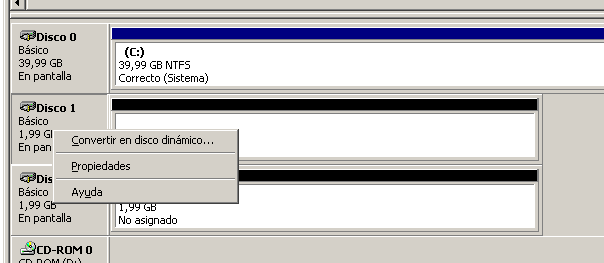 Disco 0
Básico
39,99 GB
En pantalla
(C:)
39,99 GB NTFS
Correcto (Sistema)
Disco 1
Básico
1,99
En pan
Convertir en disco dinámico...
Propiedades
Ayuda
Dis
Básico
1,99 GB
En pantalla
1,99 GB
No asignado
CD-ROM 0
CD-ROM (D:)